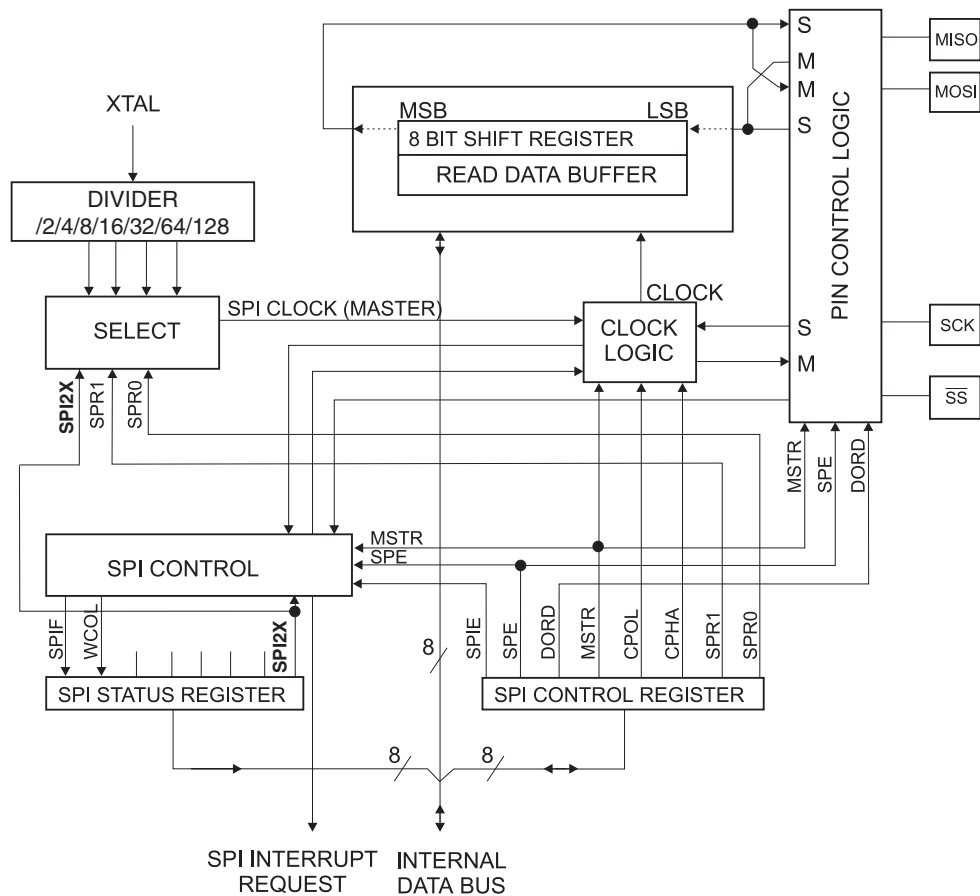 S
MISO
M
M
MOSI
XTAL
MSB
LSB
S
8 BIT SHIFT REGISTER
READ DATA BUFFER
PIN CONTROL LOGIC
DIVIDER
/2/4/8/16/32/64/128
SPI CLOCK (MASTER)
CLOCK
SELECT
CLOCK
LOGIC
S
SCK
M
SPI2X
SPR1
SPR0
SS
MSTR
SPE
DORD
SPI CONTROL
MSTR
SPE
SPIF
WCOL
SPI2X
8
SPIE
SPE
DORD
MSTR
CPOL
CPHA
SPR1
SPR0
SPI STATUS REGISTER
SPI CONTROL REGISTER
8
8
SPI INTERRUPT
REQUEST
INTERNAL
DATA BUS